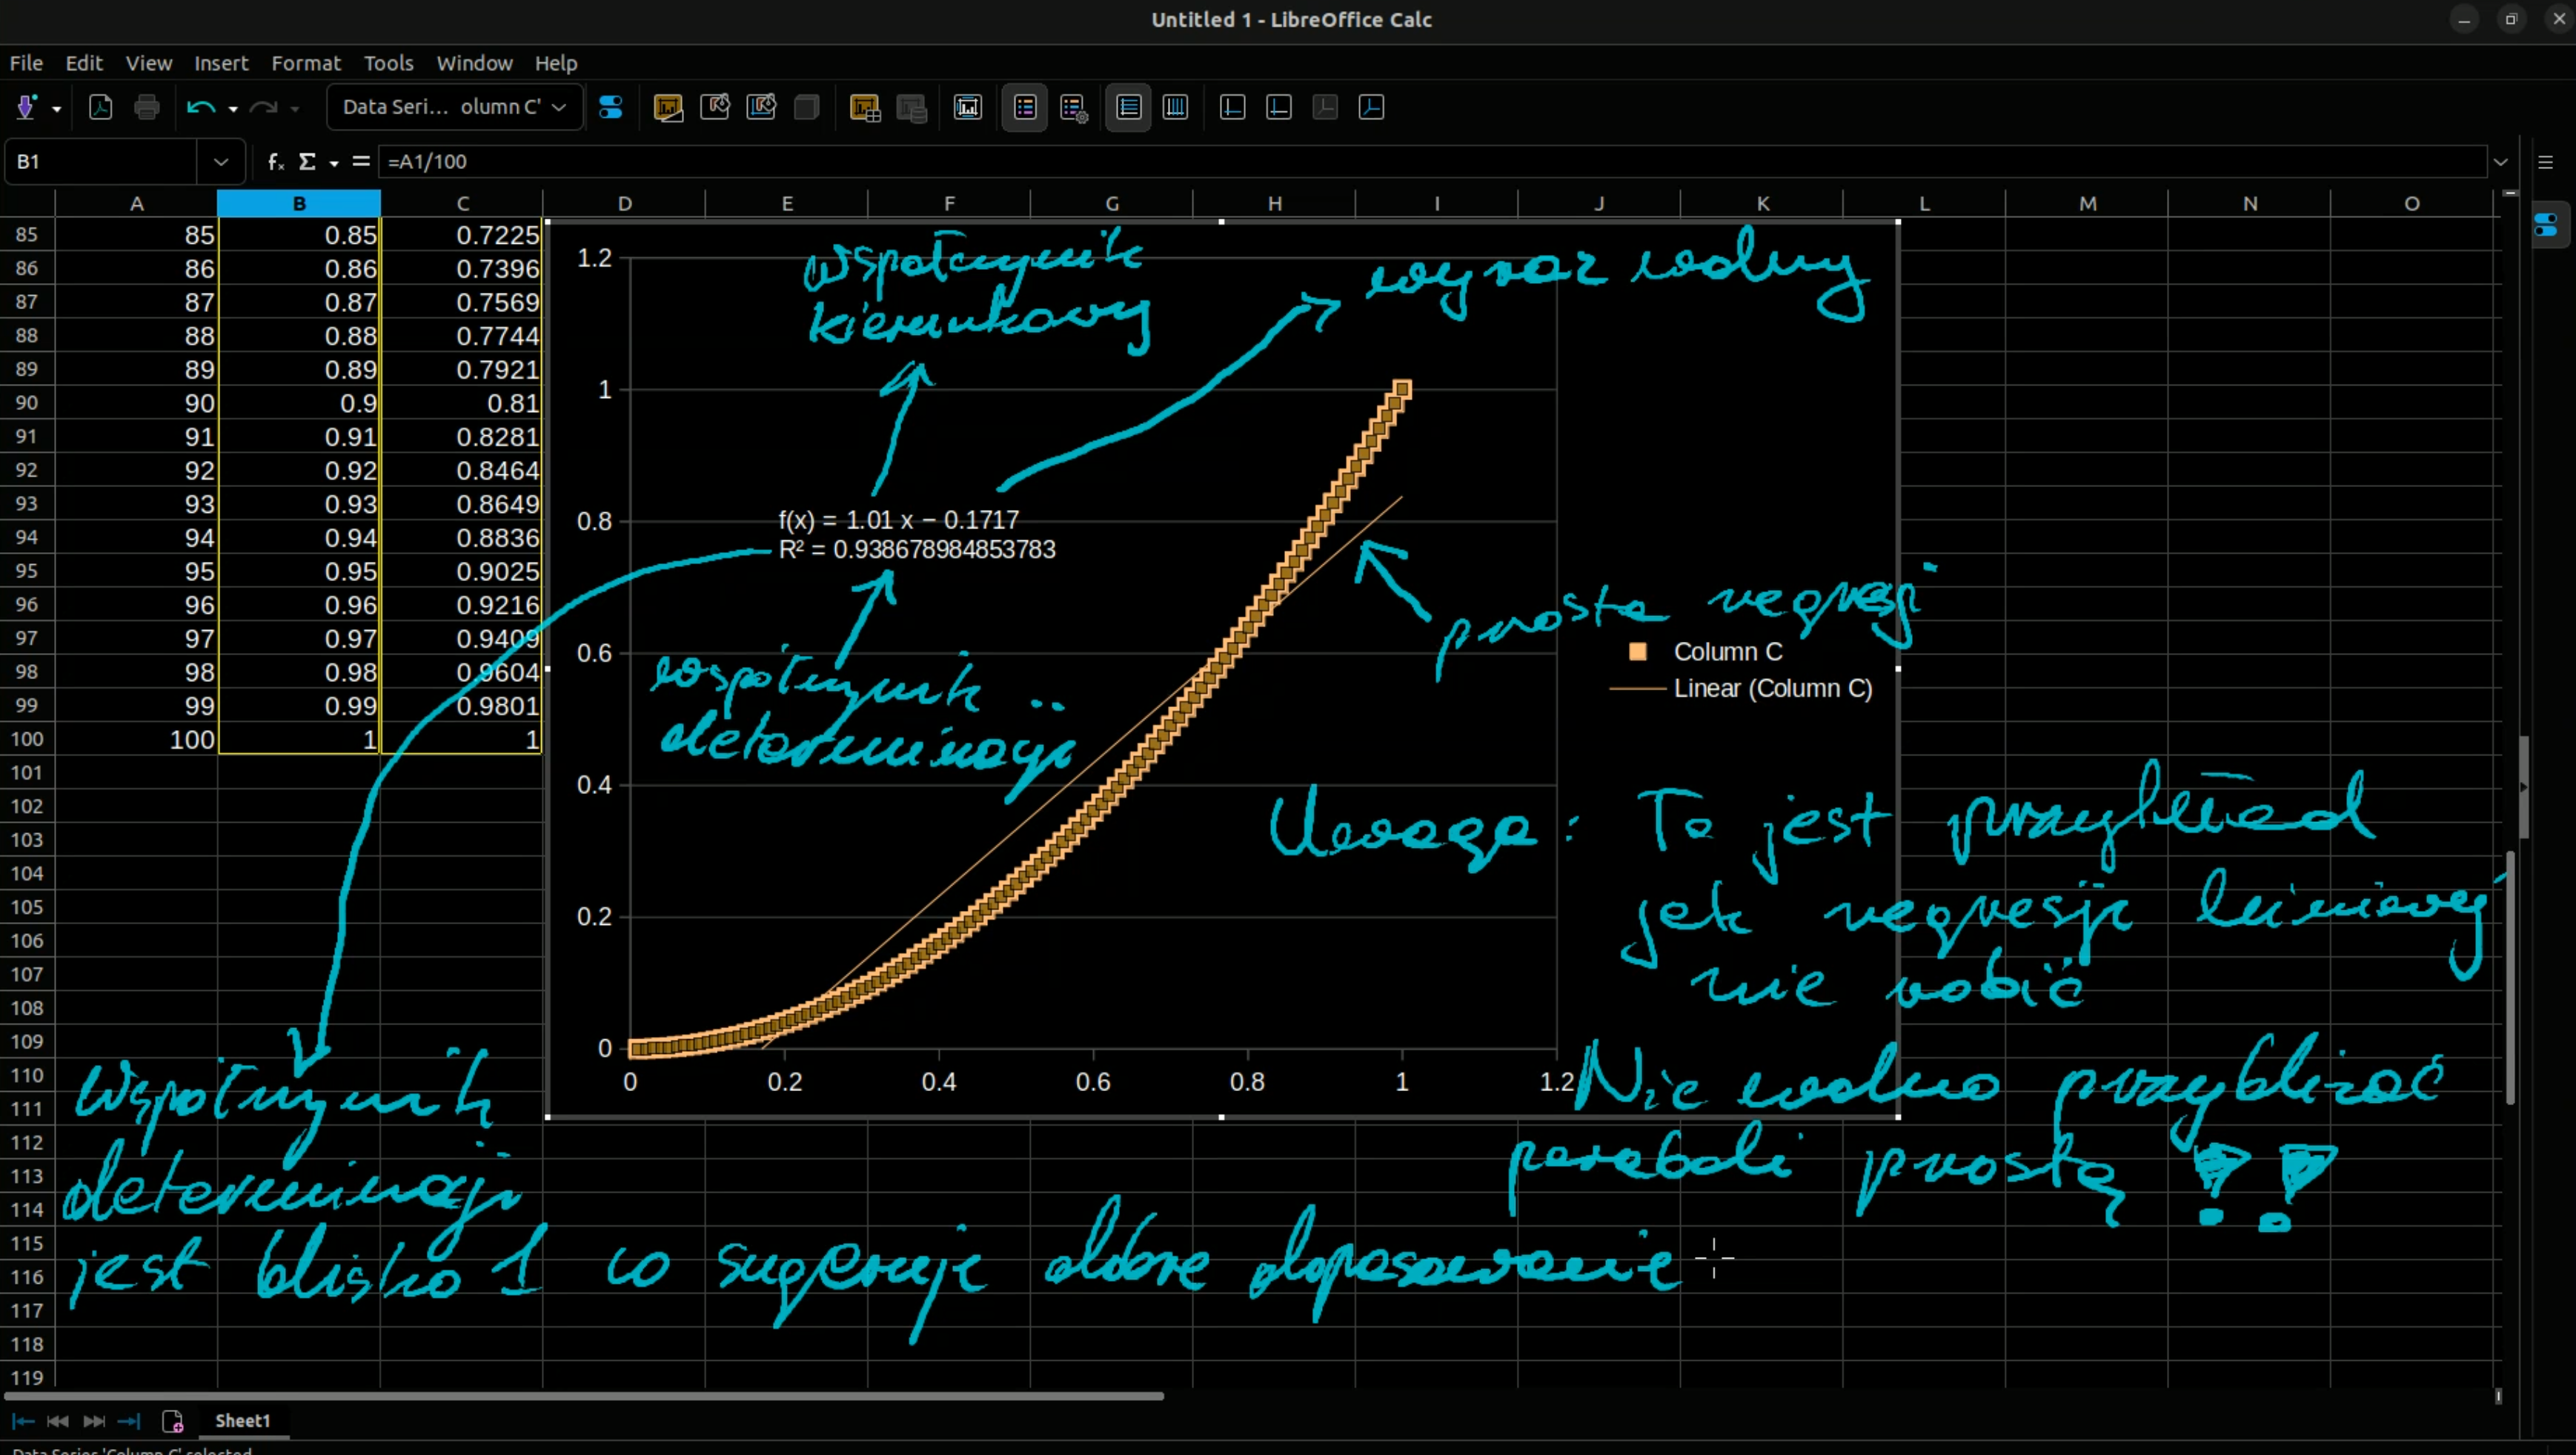 Untitled 1 - LibreOffice Calc
File Edit View Insert Format Tools Window Help
Data Seri... olumn C'
B1 fx Σ = =A1/100
A B C D E F G H I J K L M N O
85 85 0.85 0.7225
86 86 0.86 0.7396
87 87 0.87 0.7569
88 88 0.88 0.7744
89 89 0.89 0.7921
90 90 0.9 0.81
91 91 0.91 0.8281
92 92 0.92 0.8464
93 93 0.93 0.8649
94 94 0.94 0.8836
95 95 0.95 0.9025
96 96 0.96 0.9216
97 97 0.97 0.9409
98 98 0.98 0.9604
99 99 0.99 0.9801
100 100 1 1
101
102
103
104
105
106
107
108
109
110
111
112
113
114
115
116
117
118
119
1.2
1
0.8
0.6
0.4
0.2
0
0 0.2 0.4 0.6 0.8 1 1.2
współczynnik
kierunkowy
wyraz wolny
f(x) = 1.01 x − 0.1717
R² = 0.938678984853783
prosta regresji
współczynnik
determinacji
Column C
Linear (Column C)
Uwaga: To jest przykład
jak regresji liniowej
nie robić
Nie wolno przybliżać
paraboli prostą !!
Współczynnik
determinacji
jest blisko 1 co sugeruje dobre dopasowanie
Sheet1
Data Series 'Column C' selected